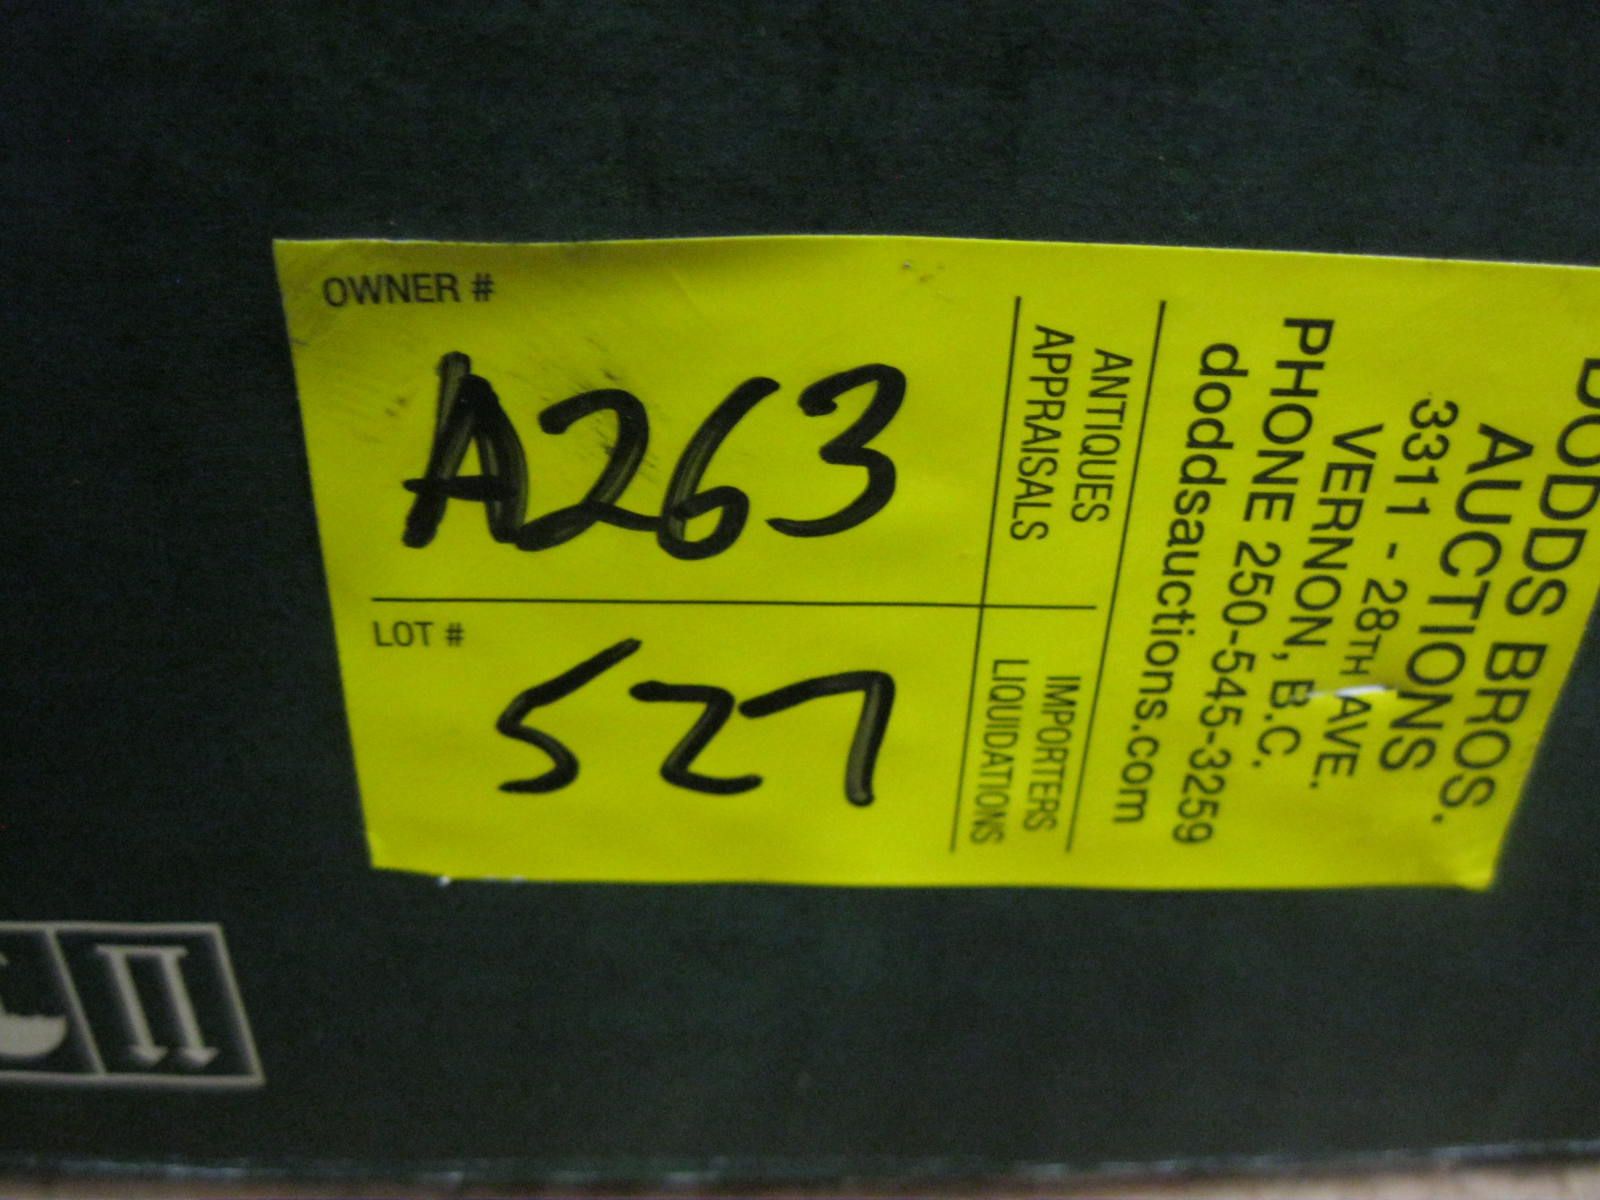 OWNER #
A263
LOT #
527
ANTIQUES
APPRAISALS
IMPORTERS
LIQUIDATIONS
DODDS BROS.
AUCTIONS
3311 - 28TH AVE.
VERNON, B.C.
PHONE 250-545-3259
doddsauctions.com